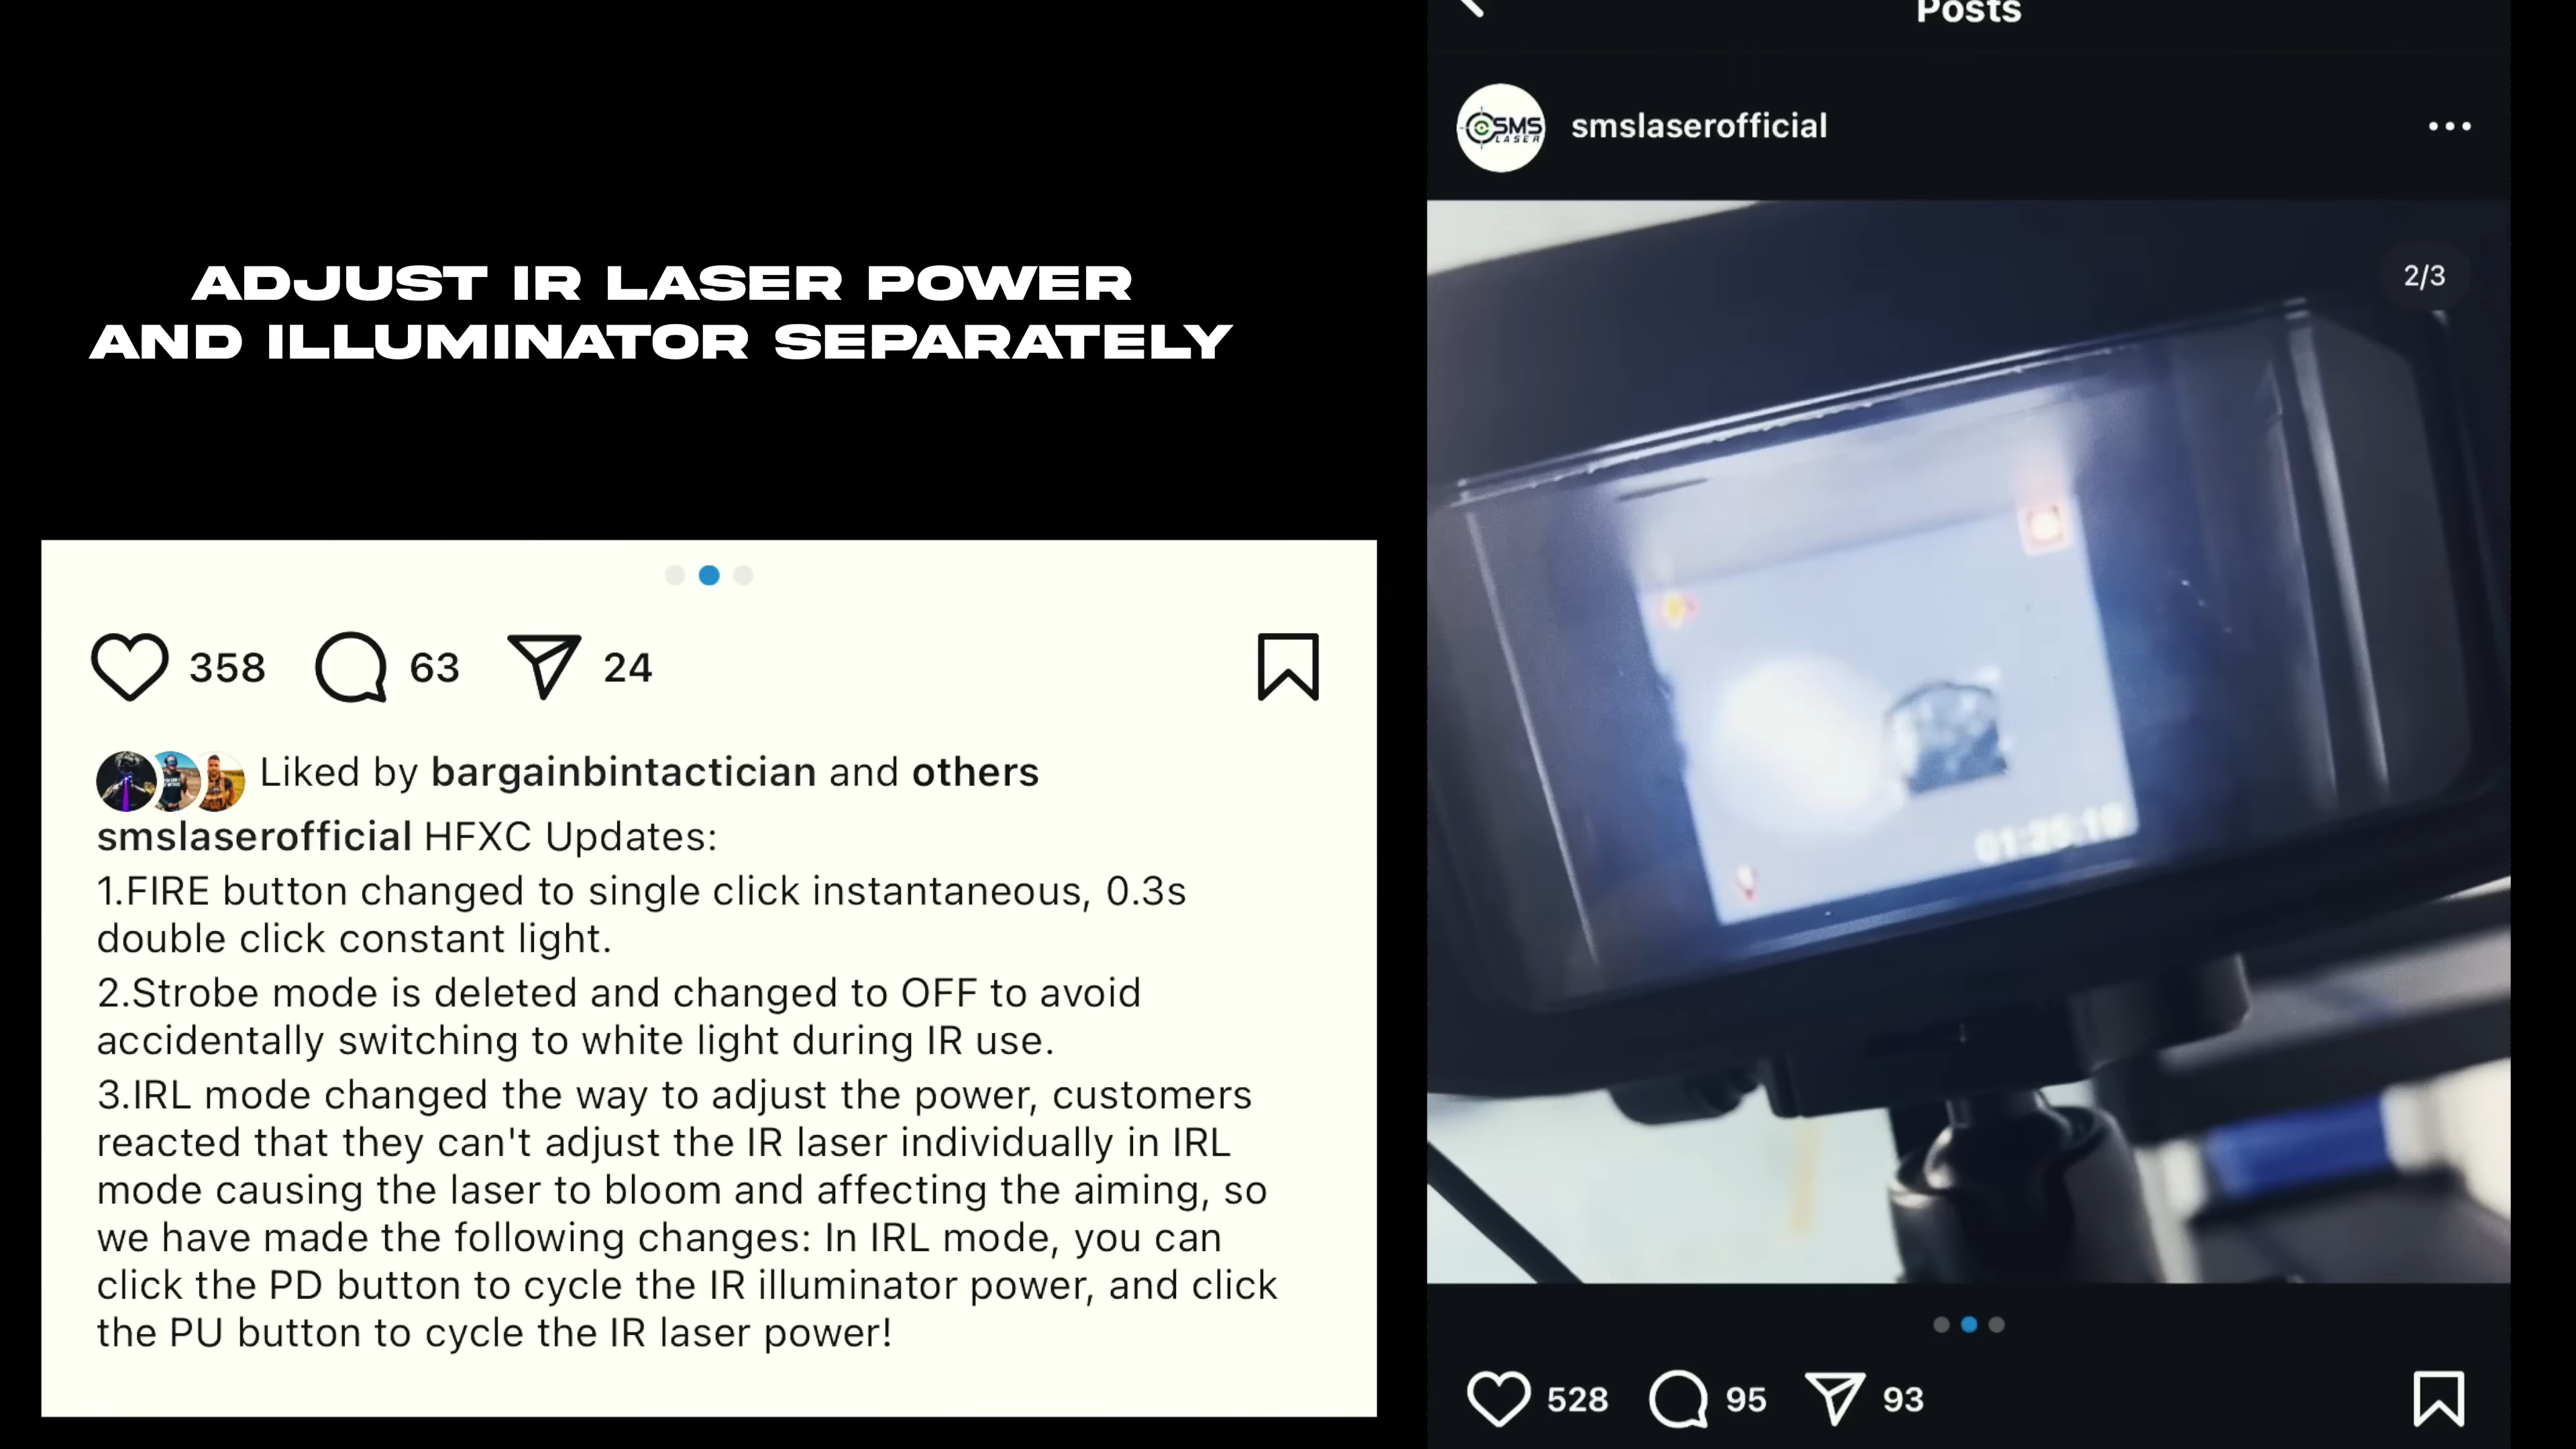 ADJUST IR LASER POWER
AND ILLUMINATOR SEPARATELY
358
63
24
Liked by bargainbintactician and others
smslaserofficial HFXC Updates:
1.FIRE button changed to single click instantaneous, 0.3s
double click constant light.
2.Strobe mode is deleted and changed to OFF to avoid
accidentally switching to white light during IR use.
3.IRL mode changed the way to adjust the power, customers
reacted that they can't adjust the IR laser individually in IRL
mode causing the laser to bloom and affecting the aiming, so
we have made the following changes: In IRL mode, you can
click the PD button to cycle the IR illuminator power, and click
the PU button to cycle the IR laser power!
Posts
SMS
LASER
smslaserofficial
2/3
01:25:19
528
95
93